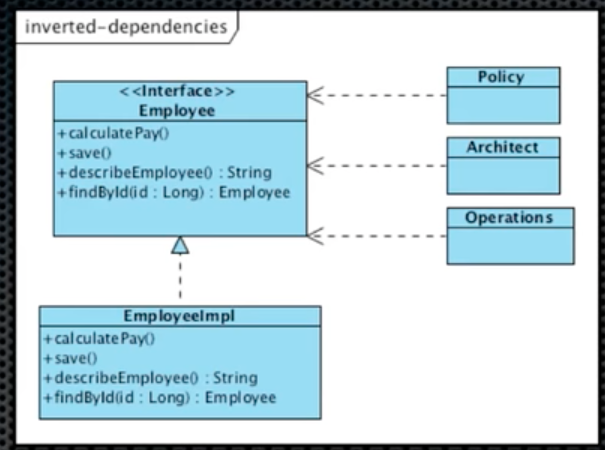 inverted-dependencies
<<Interface>>
Employee
+calculatePay()
+save()
+describeEmployee() : String
+findById(id : Long) : Employee
Policy
Architect
Operations
EmployeeImpl
+calculatePay()
+save()
+describeEmployee() : String
+findById(id : Long) : Employee